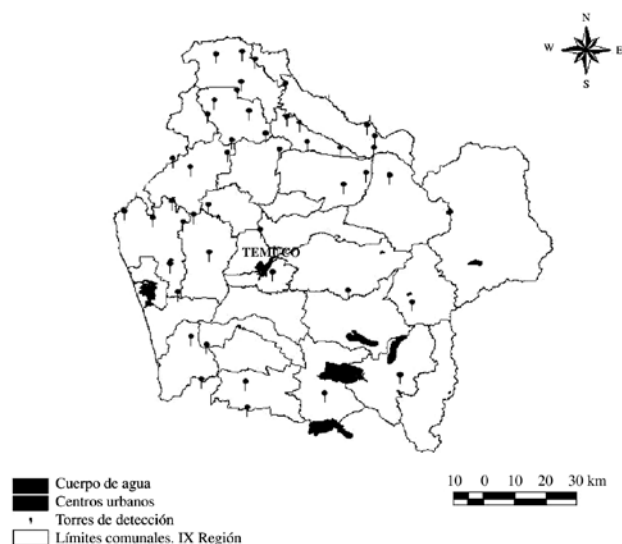 N
W E
S
TEMUCO
Cuerpo de agua
Centros urbanos
Torres de detección
Límites comunales. IX Región
10 0 10 20 30 km